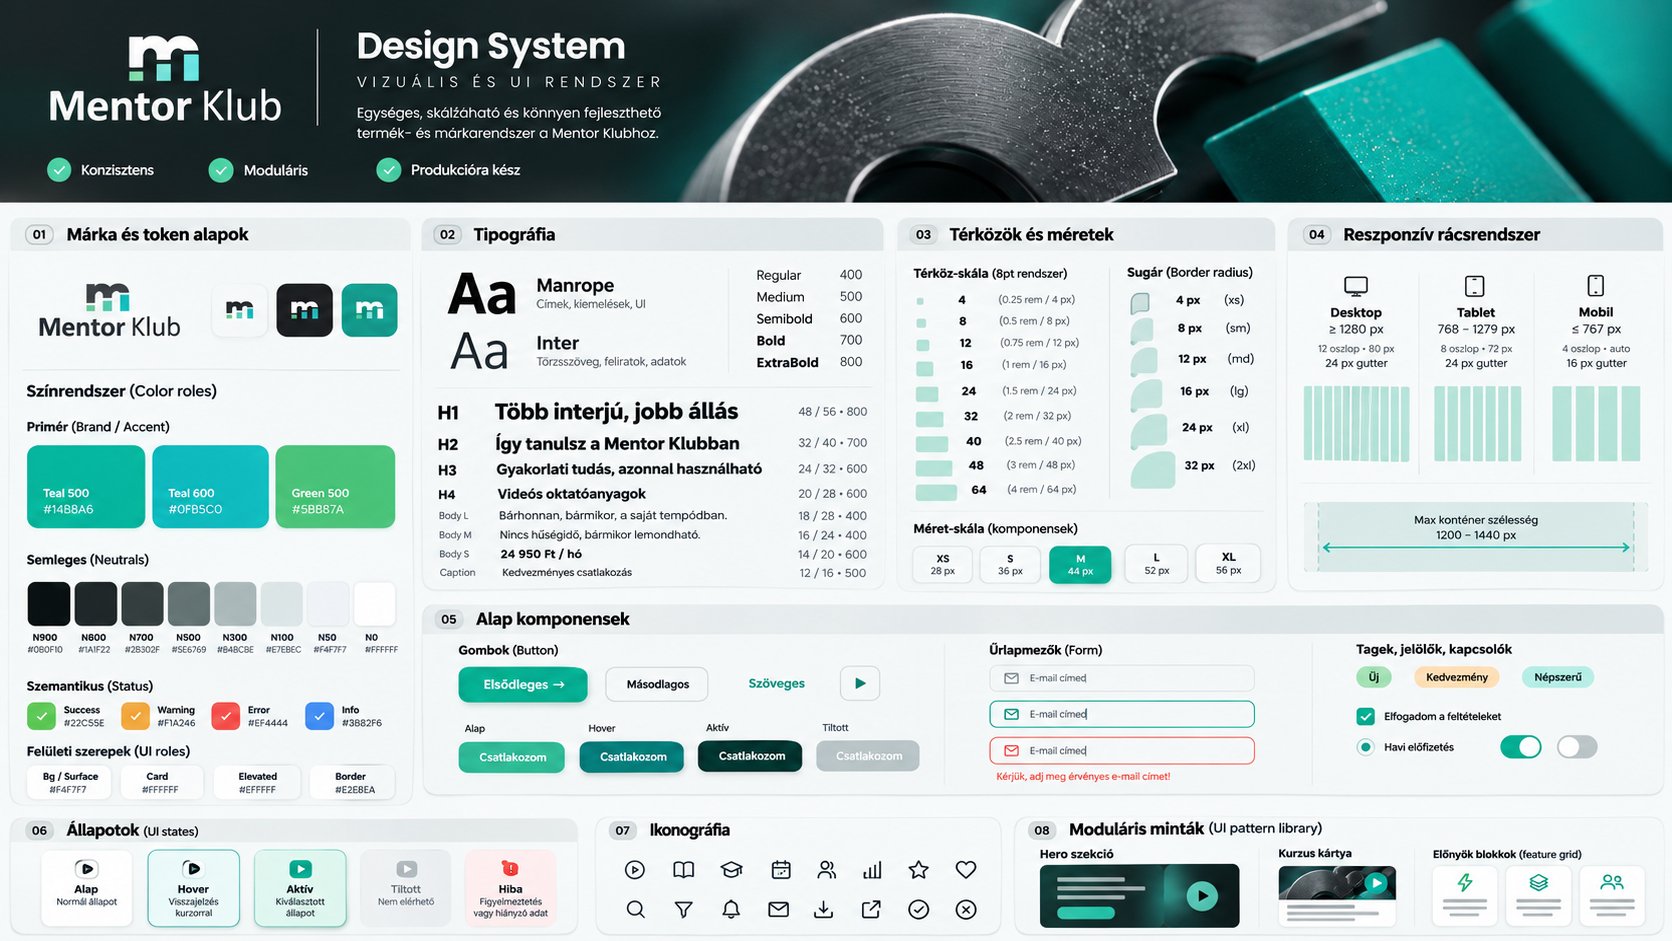 Mentor Klub
Design System
VIZUÁLIS ÉS UI RENDSZER
Egységes, skálźáható és könnyen fejleszthető
termék- és márkarendszer a Mentor Klubhoz.
Konzisztens
Moduláris
Produkcióra kész
01 Márka és token alapok
Mentor Klub
Színrendszer (Color roles)
Primér (Brand / Accent)
Teal 500
#14B8A6
Teal 600
#0FB5C0
Green 500
#5BB87A
Semleges (Neutrals)
N900 N800 N700 N500 N300 N100 N50 N0
#0B0F10 #1A1F22 #2B302F #5E6769 #B4BCBE #E7EBEC #F4F7F7 #FFFFFF
Szemantikus (Status)
Success
#22C55E
Warning
#F1A246
Error
#EF4444
Info
#3B82F6
Felületi szerepek (UI roles)
Bg / Surface
#F4F7F7
Card
#FFFFFF
Elevated
#EFFFFF
Border
#E2E8EA
02 Tipográfia
Aa Manrope
Címek, kiemelések, UI
Aa Inter
Törzsszöveg, feliratok, adatok
Regular 400
Medium 500
Semibold 600
Bold 700
ExtraBold 800
H1 Több interjú, jobb állás 48 / 56 • 800
H2 Így tanulsz a Mentor Klubban 32 / 40 • 700
H3 Gyakorlati tudás, azonnal használható 24 / 32 • 600
H4 Videós oktatóanyagok 20 / 28 • 600
Body L Bárhonnan, bármikor, a saját tempódban. 18 / 28 • 400
Body M Nincs hűségidő, bármikor lemondható. 16 / 24 • 400
Body S 24 950 Ft / hó 14 / 20 • 600
Caption Kedvezményes csatlakozás 12 / 16 • 500
03 Térközök és méretek
Térköz-skála (8pt rendszer)
4 (0.25 rem / 4 px)
8 (0.5 rem / 8 px)
12 (0.75 rem / 12 px)
16 (1 rem / 16 px)
24 (1.5 rem / 24 px)
32 (2 rem / 32 px)
40 (2.5 rem / 40 px)
48 (3 rem / 48 px)
64 (4 rem / 64 px)
Sugár (Border radius)
4 px (xs)
8 px (sm)
12 px (md)
16 px (lg)
24 px (xl)
32 px (2xl)
Méret-skála (komponensek)
XS
28 px
S
36 px
M
44 px
L
52 px
XL
56 px
04 Reszponzív rácsrendszer
Desktop
≥ 1280 px
12 oszlop • 80 px
24 px gutter
Tablet
768 – 1279 px
8 oszlop • 72 px
24 px gutter
Mobil
≤ 767 px
4 oszlop • auto
16 px gutter
Max konténer szélesség
1200 – 1440 px
05 Alap komponensek
Gombok (Button)
Elsődleges →
Másodlagos
Szöveges
Alap
Hover
Aktív
Tiltott
Csatlakozom
Csatlakozom
Csatlakozom
Csatlakozom
Űrlapmezők (Form)
E-mail címed
E-mail címed
E-mail címed
Kérjük, adj meg érvényes e-mail címet!
Tagek, jelölők, kapcsolók
Új
Kedvezmény
Népszerű
Elfogadom a feltételeket
Havi előfizetés
06 Állapotok (UI states)
Alap
Normál állapot
Hover
Visszajelzés
kurzorral
Aktív
Kiválasztott
állapot
Tiltott
Nem elérhető
Hiba
Figyelmeztetés
vagy hiányzó adat
07 Ikonográfia
08 Moduláris minták (UI pattern library)
Hero szekció
Kurzus kártya
Előnyök blokkok (feature grid)